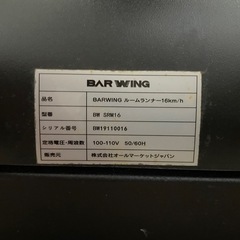 BARWING
品名 BARWING ルームランナー16km/h
型番 BW SRM16
シリアル番号 BW19110016
定格電圧・周波数 100-110V 50/60H
販売元 株式会社オールマーケットジャパン